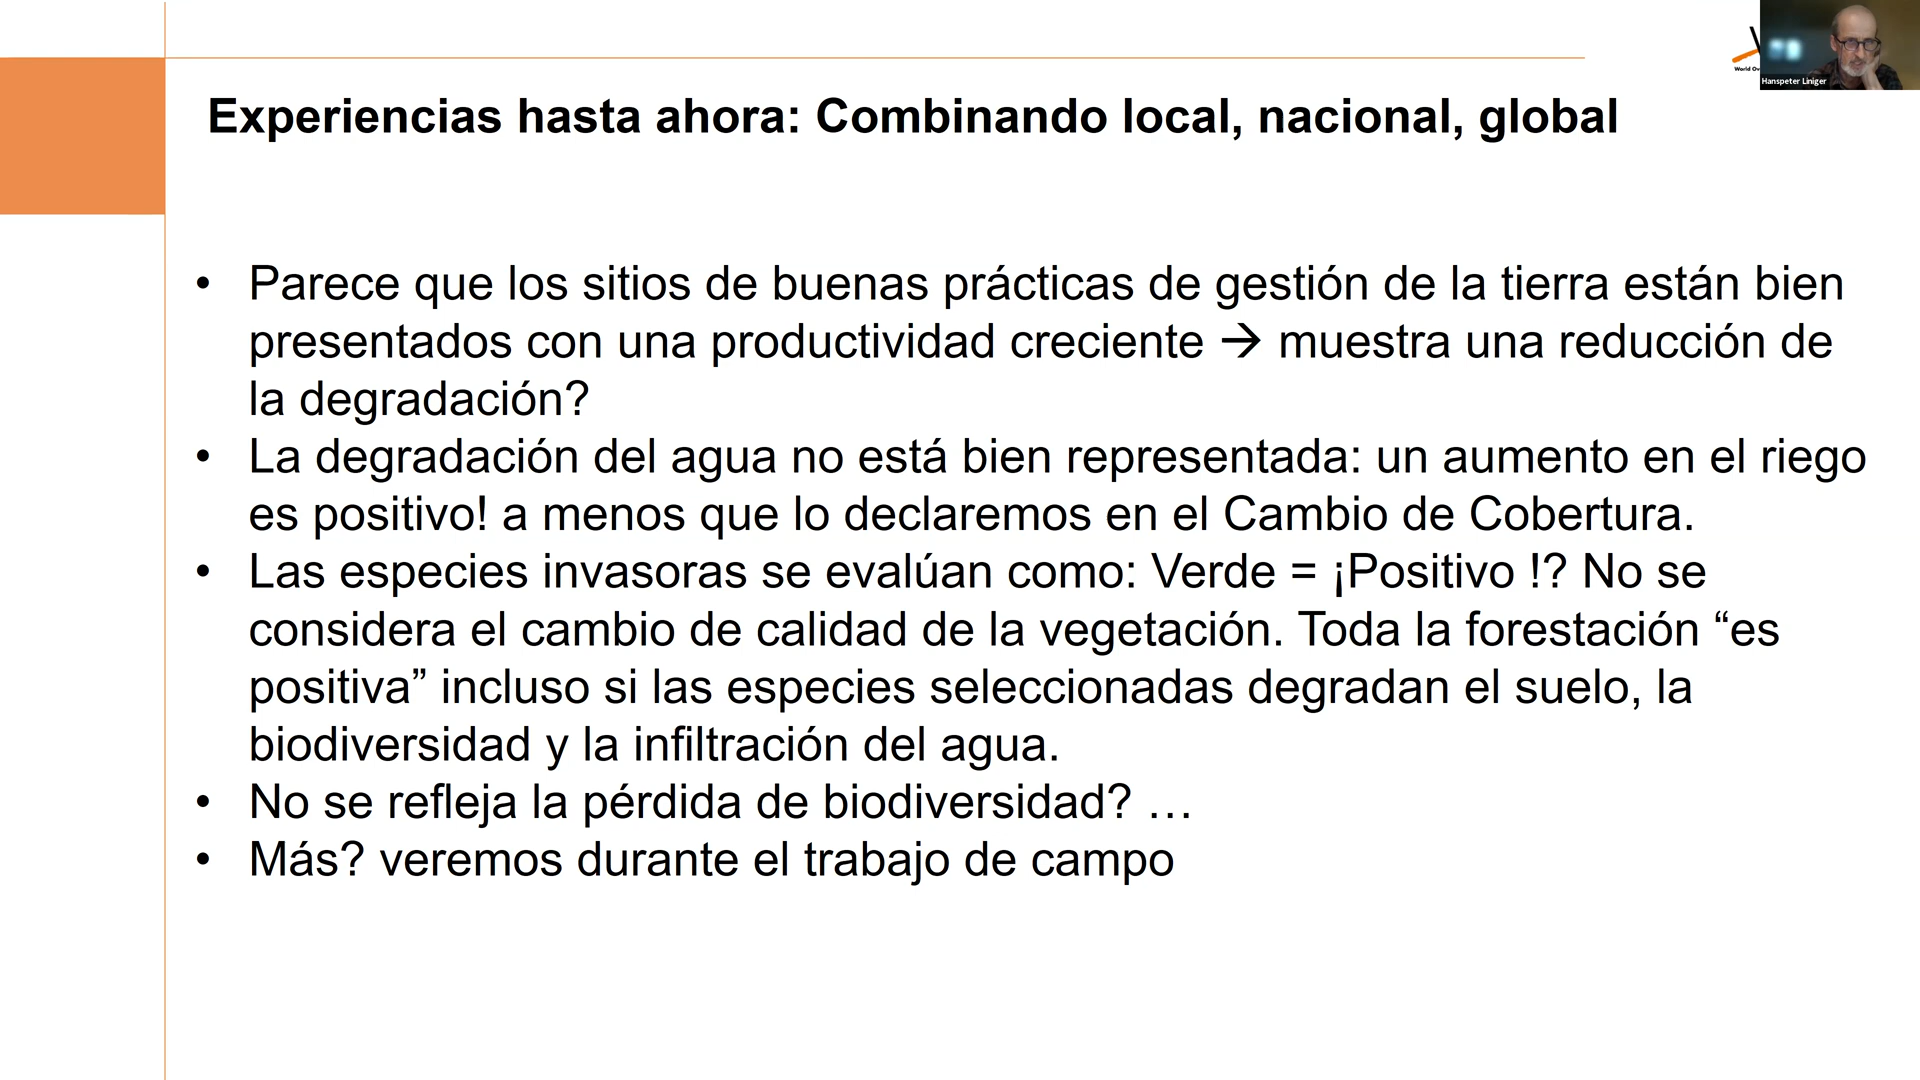 Experiencias hasta ahora: Combinando local, nacional, global
World Ov
Hanspeter Liniger
• Parece que los sitios de buenas prácticas de gestión de la tierra están bien
presentados con una productividad creciente → muestra una reducción de
la degradación?
• La degradación del agua no está bien representada: un aumento en el riego
es positivo! a menos que lo declaremos en el Cambio de Cobertura.
• Las especies invasoras se evalúan como: Verde = ¡Positivo !? No se
considera el cambio de calidad de la vegetación. Toda la forestación “es
positiva” incluso si las especies seleccionadas degradan el suelo, la
biodiversidad y la infiltración del agua.
• No se refleja la pérdida de biodiversidad? …
• Más? veremos durante el trabajo de campo